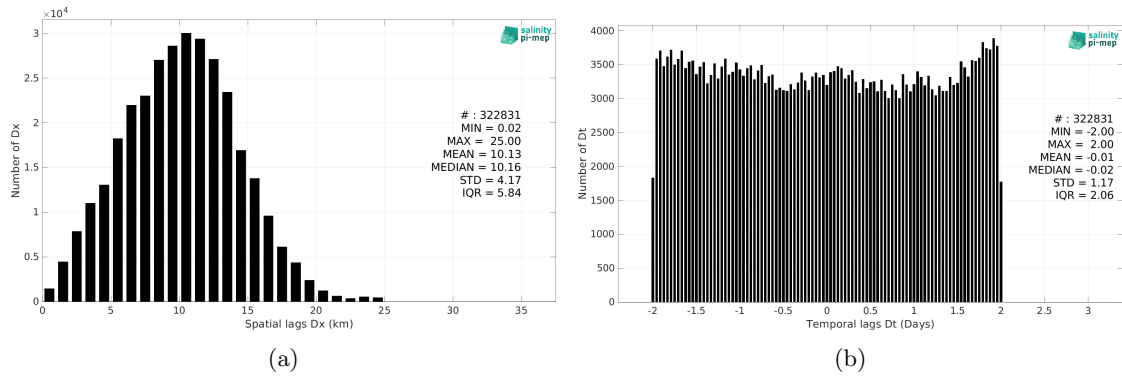 ×10^4
3
2.5
2
1.5
1
0.5
0
Number of Dx
salinity
pi-mep
# : 322831
MIN = 0.02
MAX = 25.00
MEAN = 10.13
MEDIAN = 10.16
STD = 4.17
IQR = 5.84
0 5 10 15 20 25 30 35
Spatial lags Dx (km)
(a)
4000
3500
3000
2500
2000
1500
1000
500
0
Number of Dt
salinity
pi-mep
# : 322831
MIN = -2.00
MAX = 2.00
MEAN = -0.01
MEDIAN = -0.02
STD = 1.17
IQR = 2.06
-2 -1.5 -1 -0.5 0 0.5 1 1.5 2 2.5 3
Temporal lags Dt (Days)
(b)